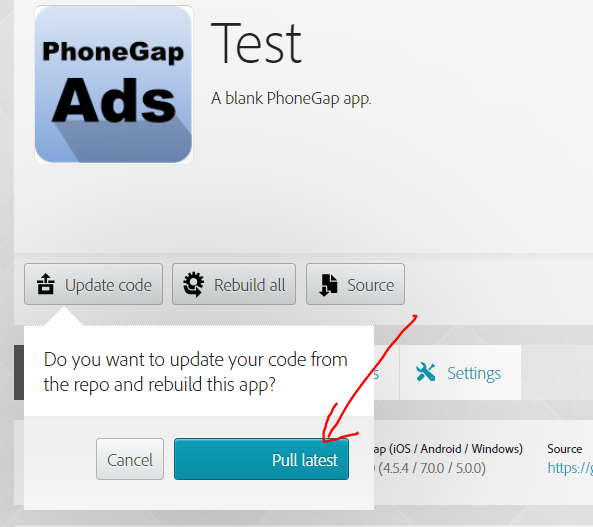 PhoneGap
Ads
Test
A blank PhoneGap app.
Update code
Rebuild all
Source
Do you want to update your code from
the repo and rebuild this app?
Settings
Cancel
Pull latest
ap (iOS / Android / Windows)
Source
(4.5.4 / 7.0.0 / 5.0.0)
https://g